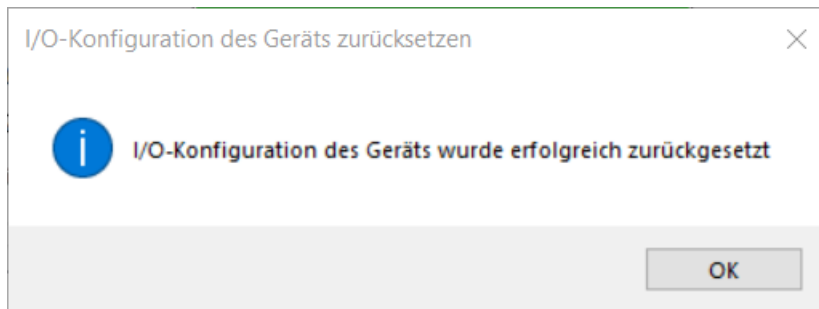 I/O-Konfiguration des Geräts zurücksetzen
I/O-Konfiguration des Geräts wurde erfolgreich zurückgesetzt
OK